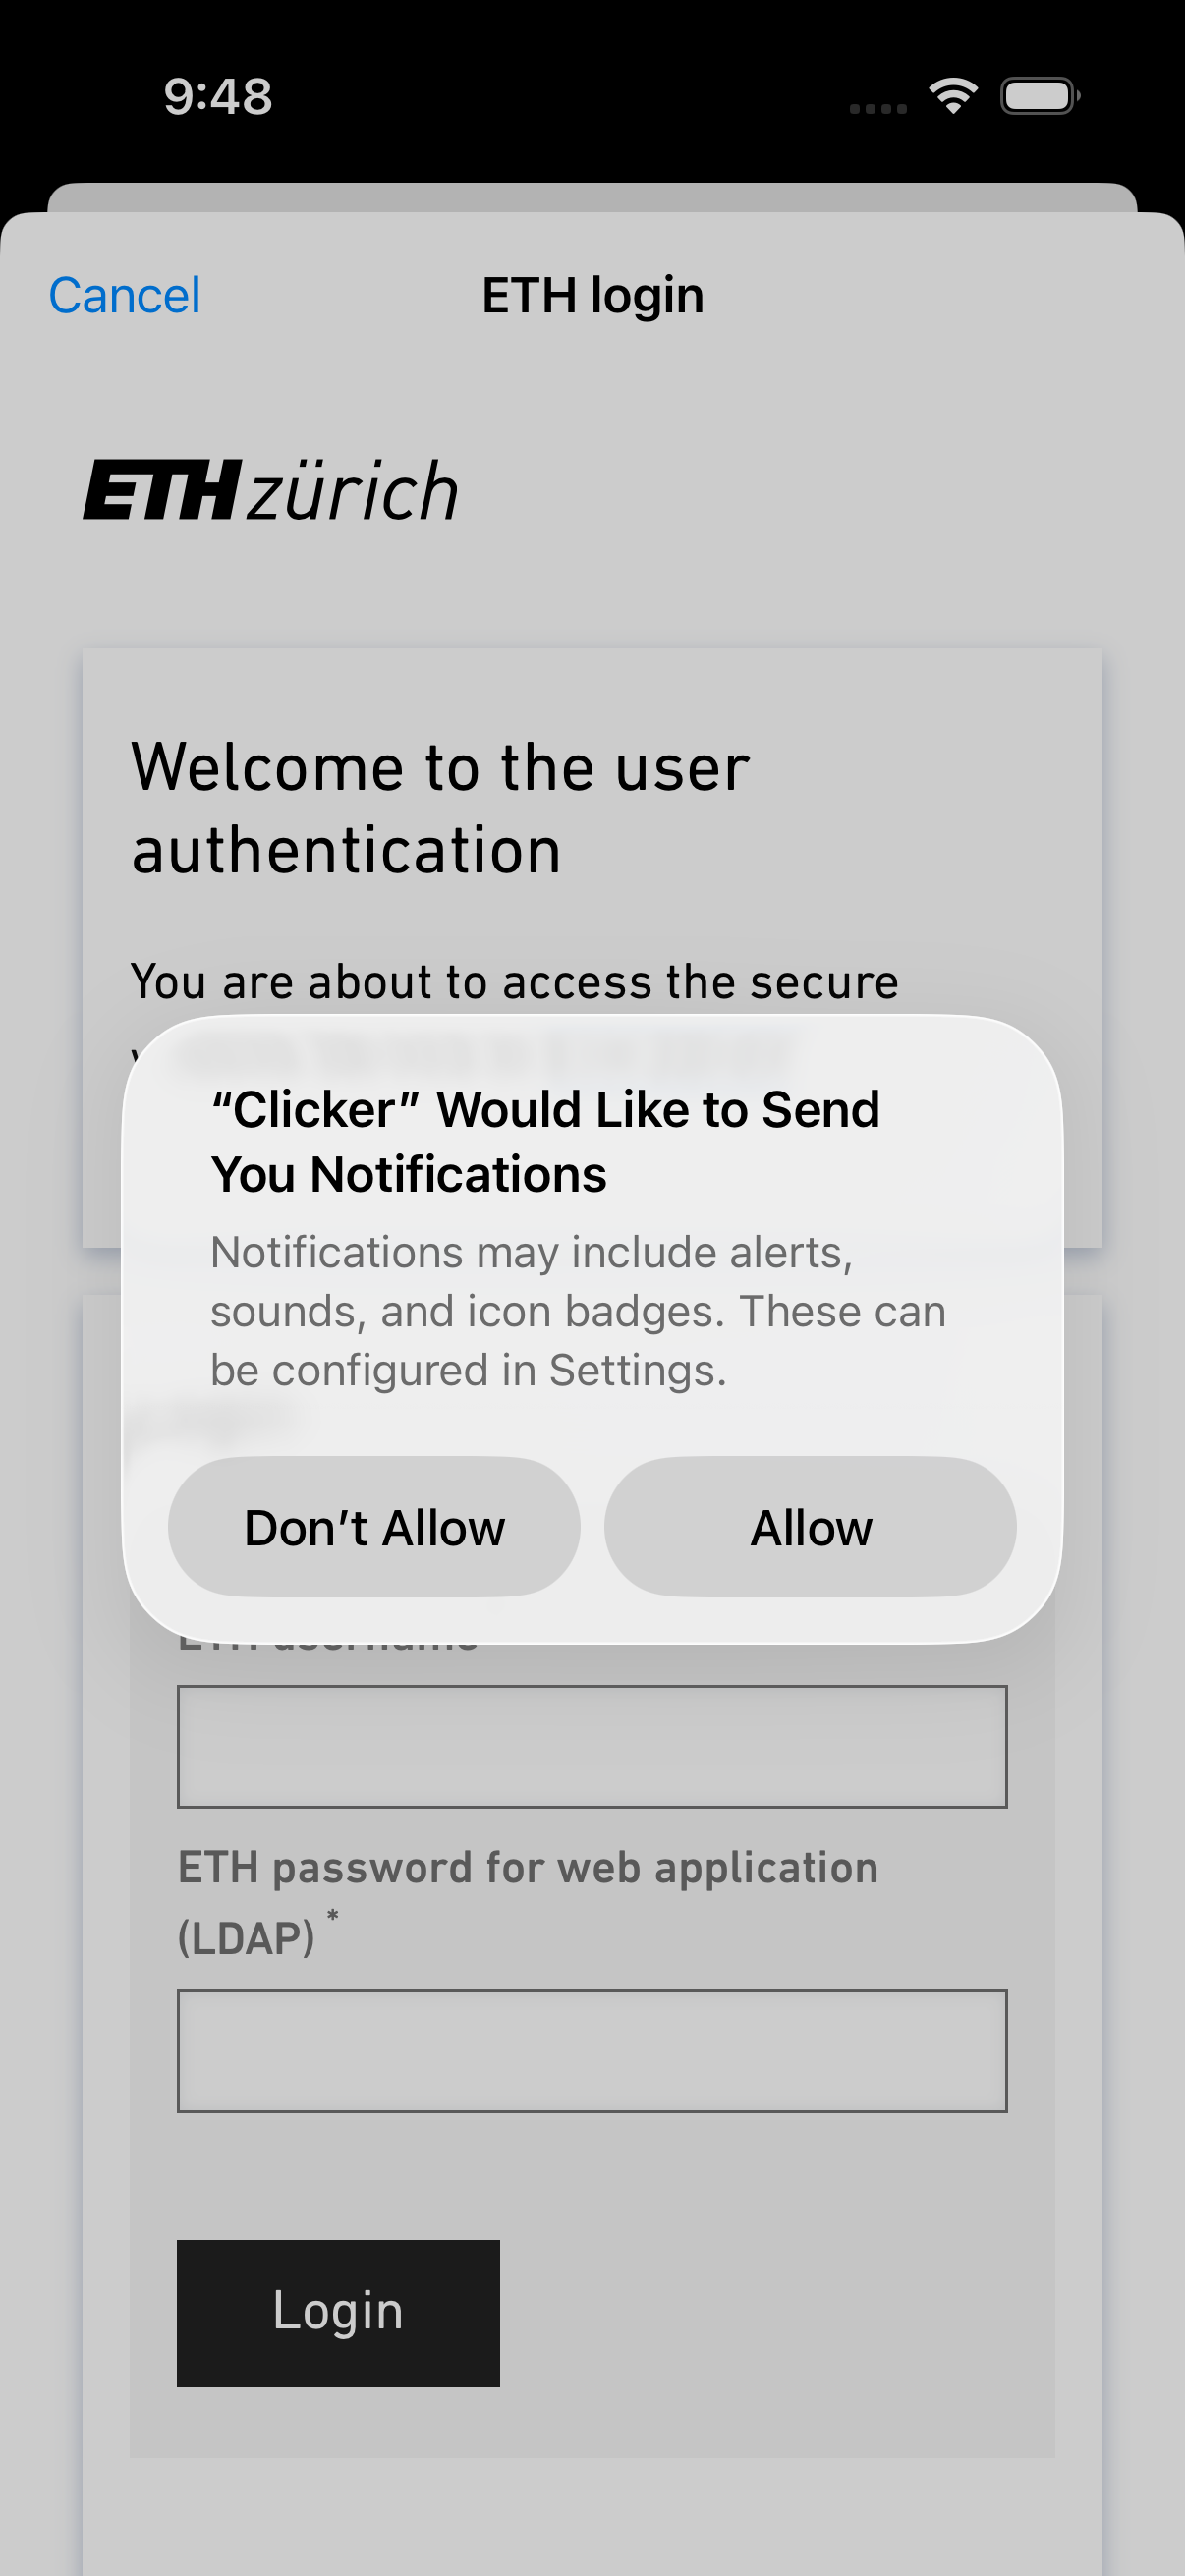 9:48
Cancel
ETH login
ETH zürich
Welcome to the user
authentication
You are about to access the secure
“Clicker” Would Like to Send
You Notifications
Notifications may include alerts,
sounds, and icon badges. These can
be configured in Settings.
Don’t Allow
Allow
ETH username
ETH password for web application
(LDAP) *
Login